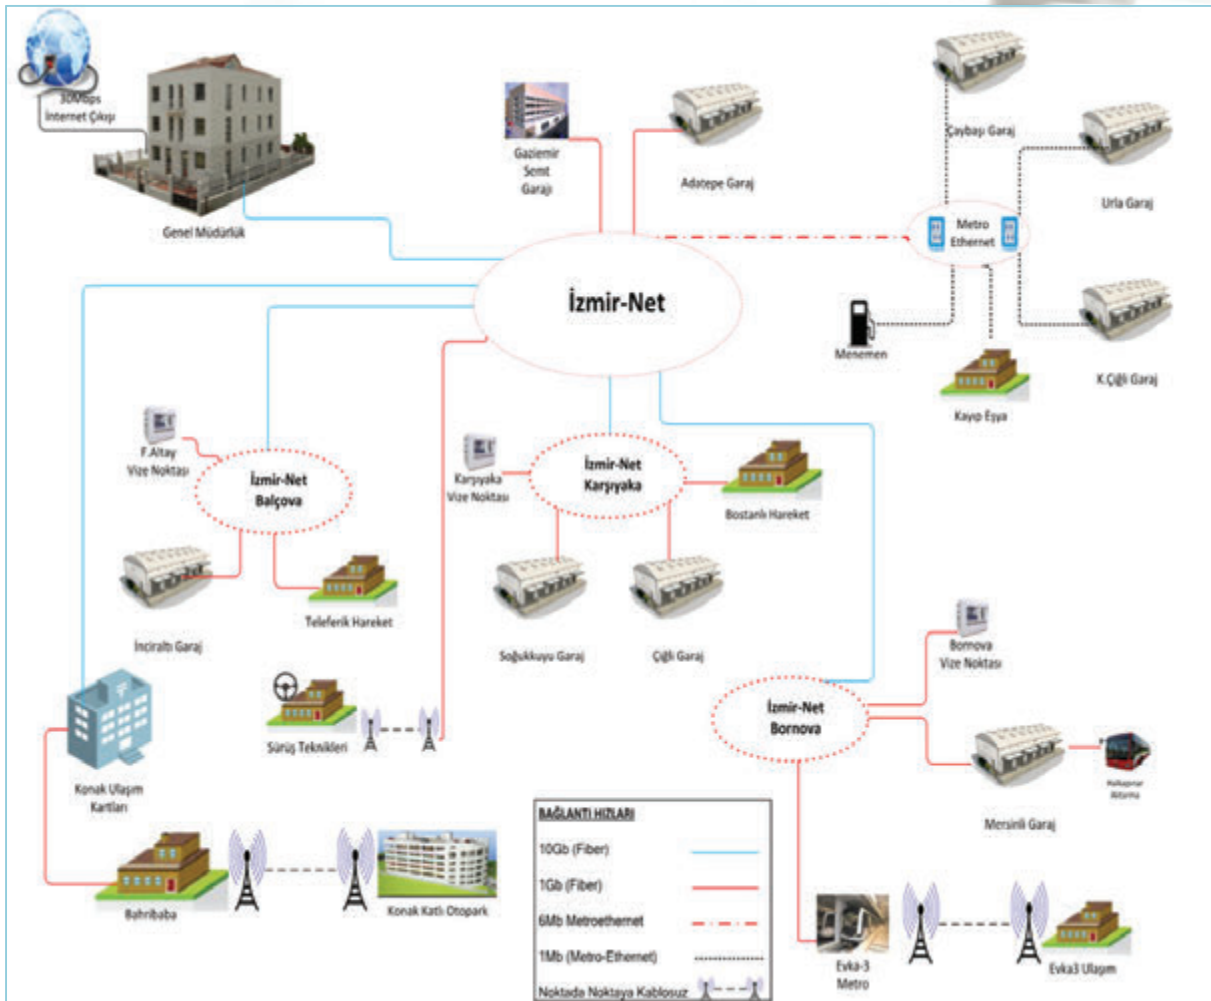 30Mbps
İnternet Çıkışı
Genel Müdürlük
Gaziemir
Semt
Garajı
Adatepe Garaj
Çaybaşı Garaj
Urla Garaj
Metro
Ethernet
İzmir-Net
Menemen
Kayıp Eşya
K.Çiğli Garaj
F.Altay
Vize Noktası
İzmir-Net
Balçova
Karşıyaka
Vize Noktası
İzmir-Net
Karşıyaka
Bostanlı Hareket
İnciraltı Garaj
Teleferik Hareket
Soğukkuyu Garaj
Çiğli Garaj
Bornova
Vize Noktası
Sürüş Teknikleri
İzmir-Net
Bornova
Konak Ulaşım
Kartları
Halkapınar
Aktarma
Mersinli Garaj
Bahribaba
Konak Katlı Otopark
BAĞLANTI HIZLARI
10Gb (Fiber)
1Gb (Fiber)
6Mb Metroethernet
1Mb (Metro-Ethernet)
Noktada Noktaya Kablosuz
Evka-3
Metro
Evka3 Ulaşım